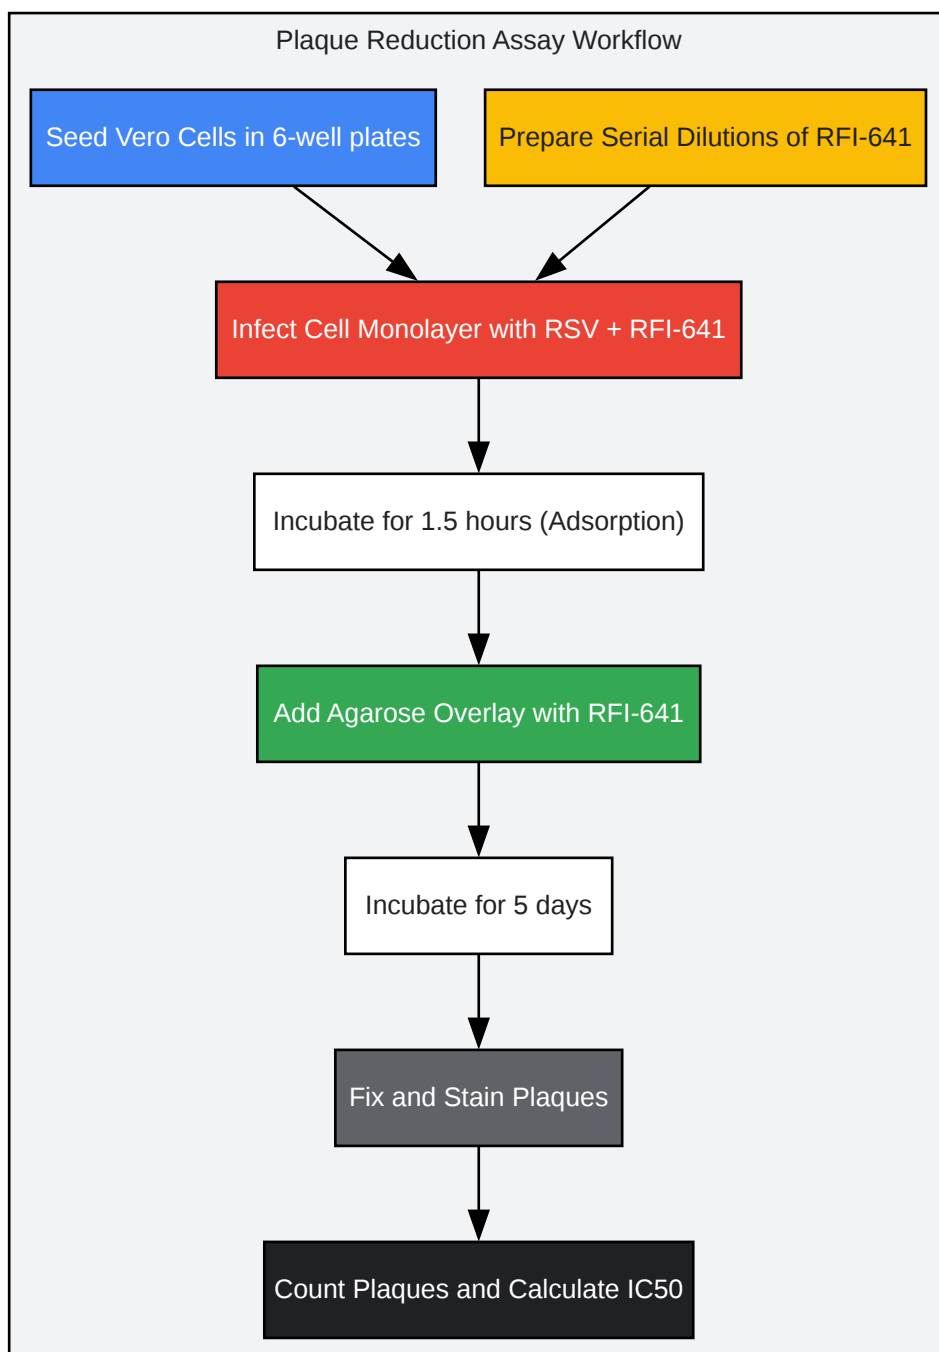 Plaque Reduction Assay Workflow
Seed Vero Cells in 6-well plates
Prepare Serial Dilutions of RFI-641
Infect Cell Monolayer with RSV + RFI-641
Incubate for 1.5 hours (Adsorption)
Add Agarose Overlay with RFI-641
Incubate for 5 days
Fix and Stain Plaques
Count Plaques and Calculate IC50